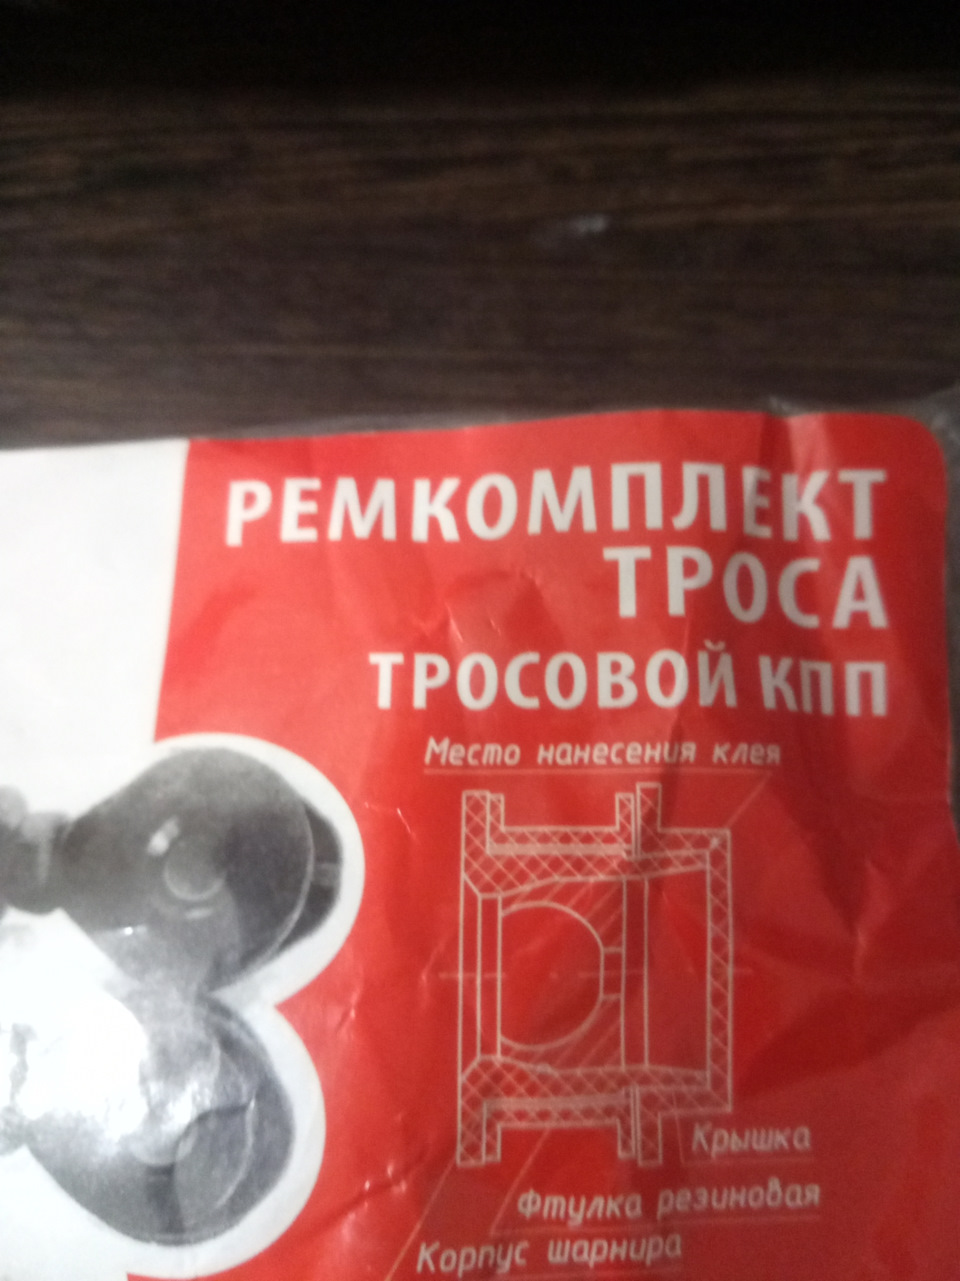 РЕМКОМПЛЕКТ
ТРОСА
ТРОСОВОЙ КПП
Место нанесения клея
Крышка
Фтулка резиновая
Корпус шарнира